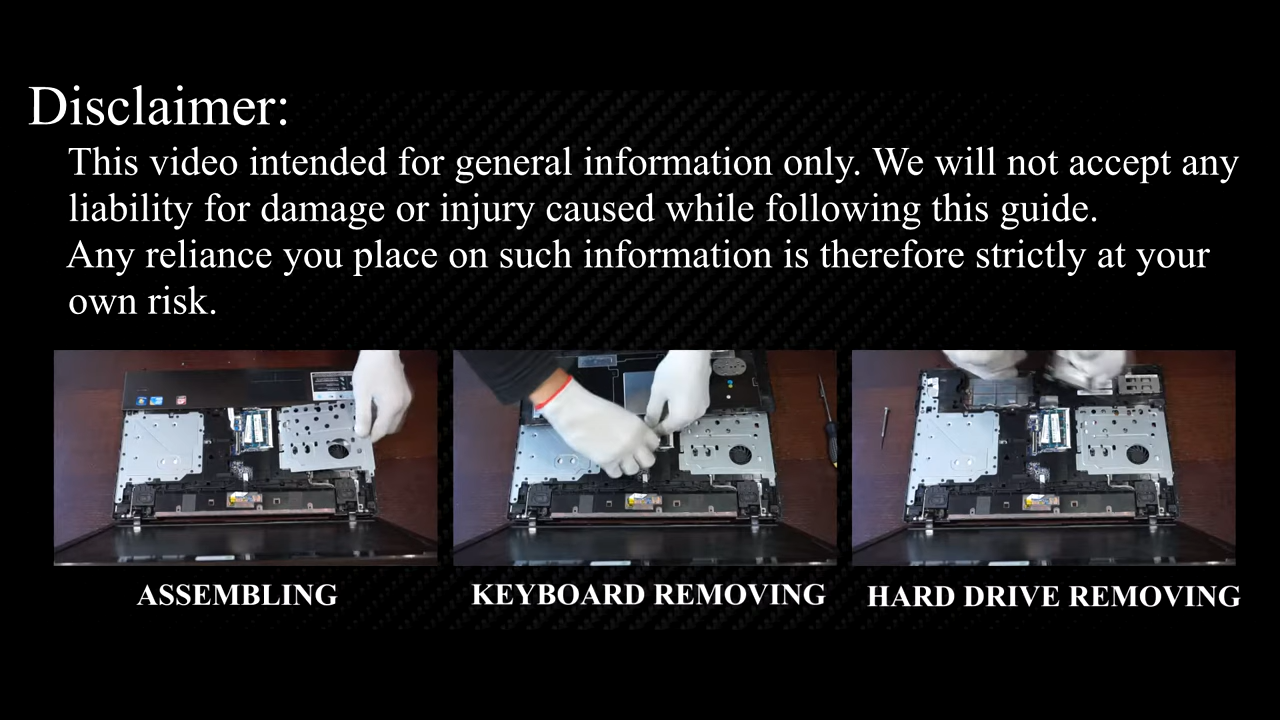 Disclaimer:
This video intended for general information only. We will not accept any
liability for damage or injury caused while following this guide.
Any reliance you place on such information is therefore strictly at your
own risk.
ASSEMBLING
KEYBOARD REMOVING
HARD DRIVE REMOVING